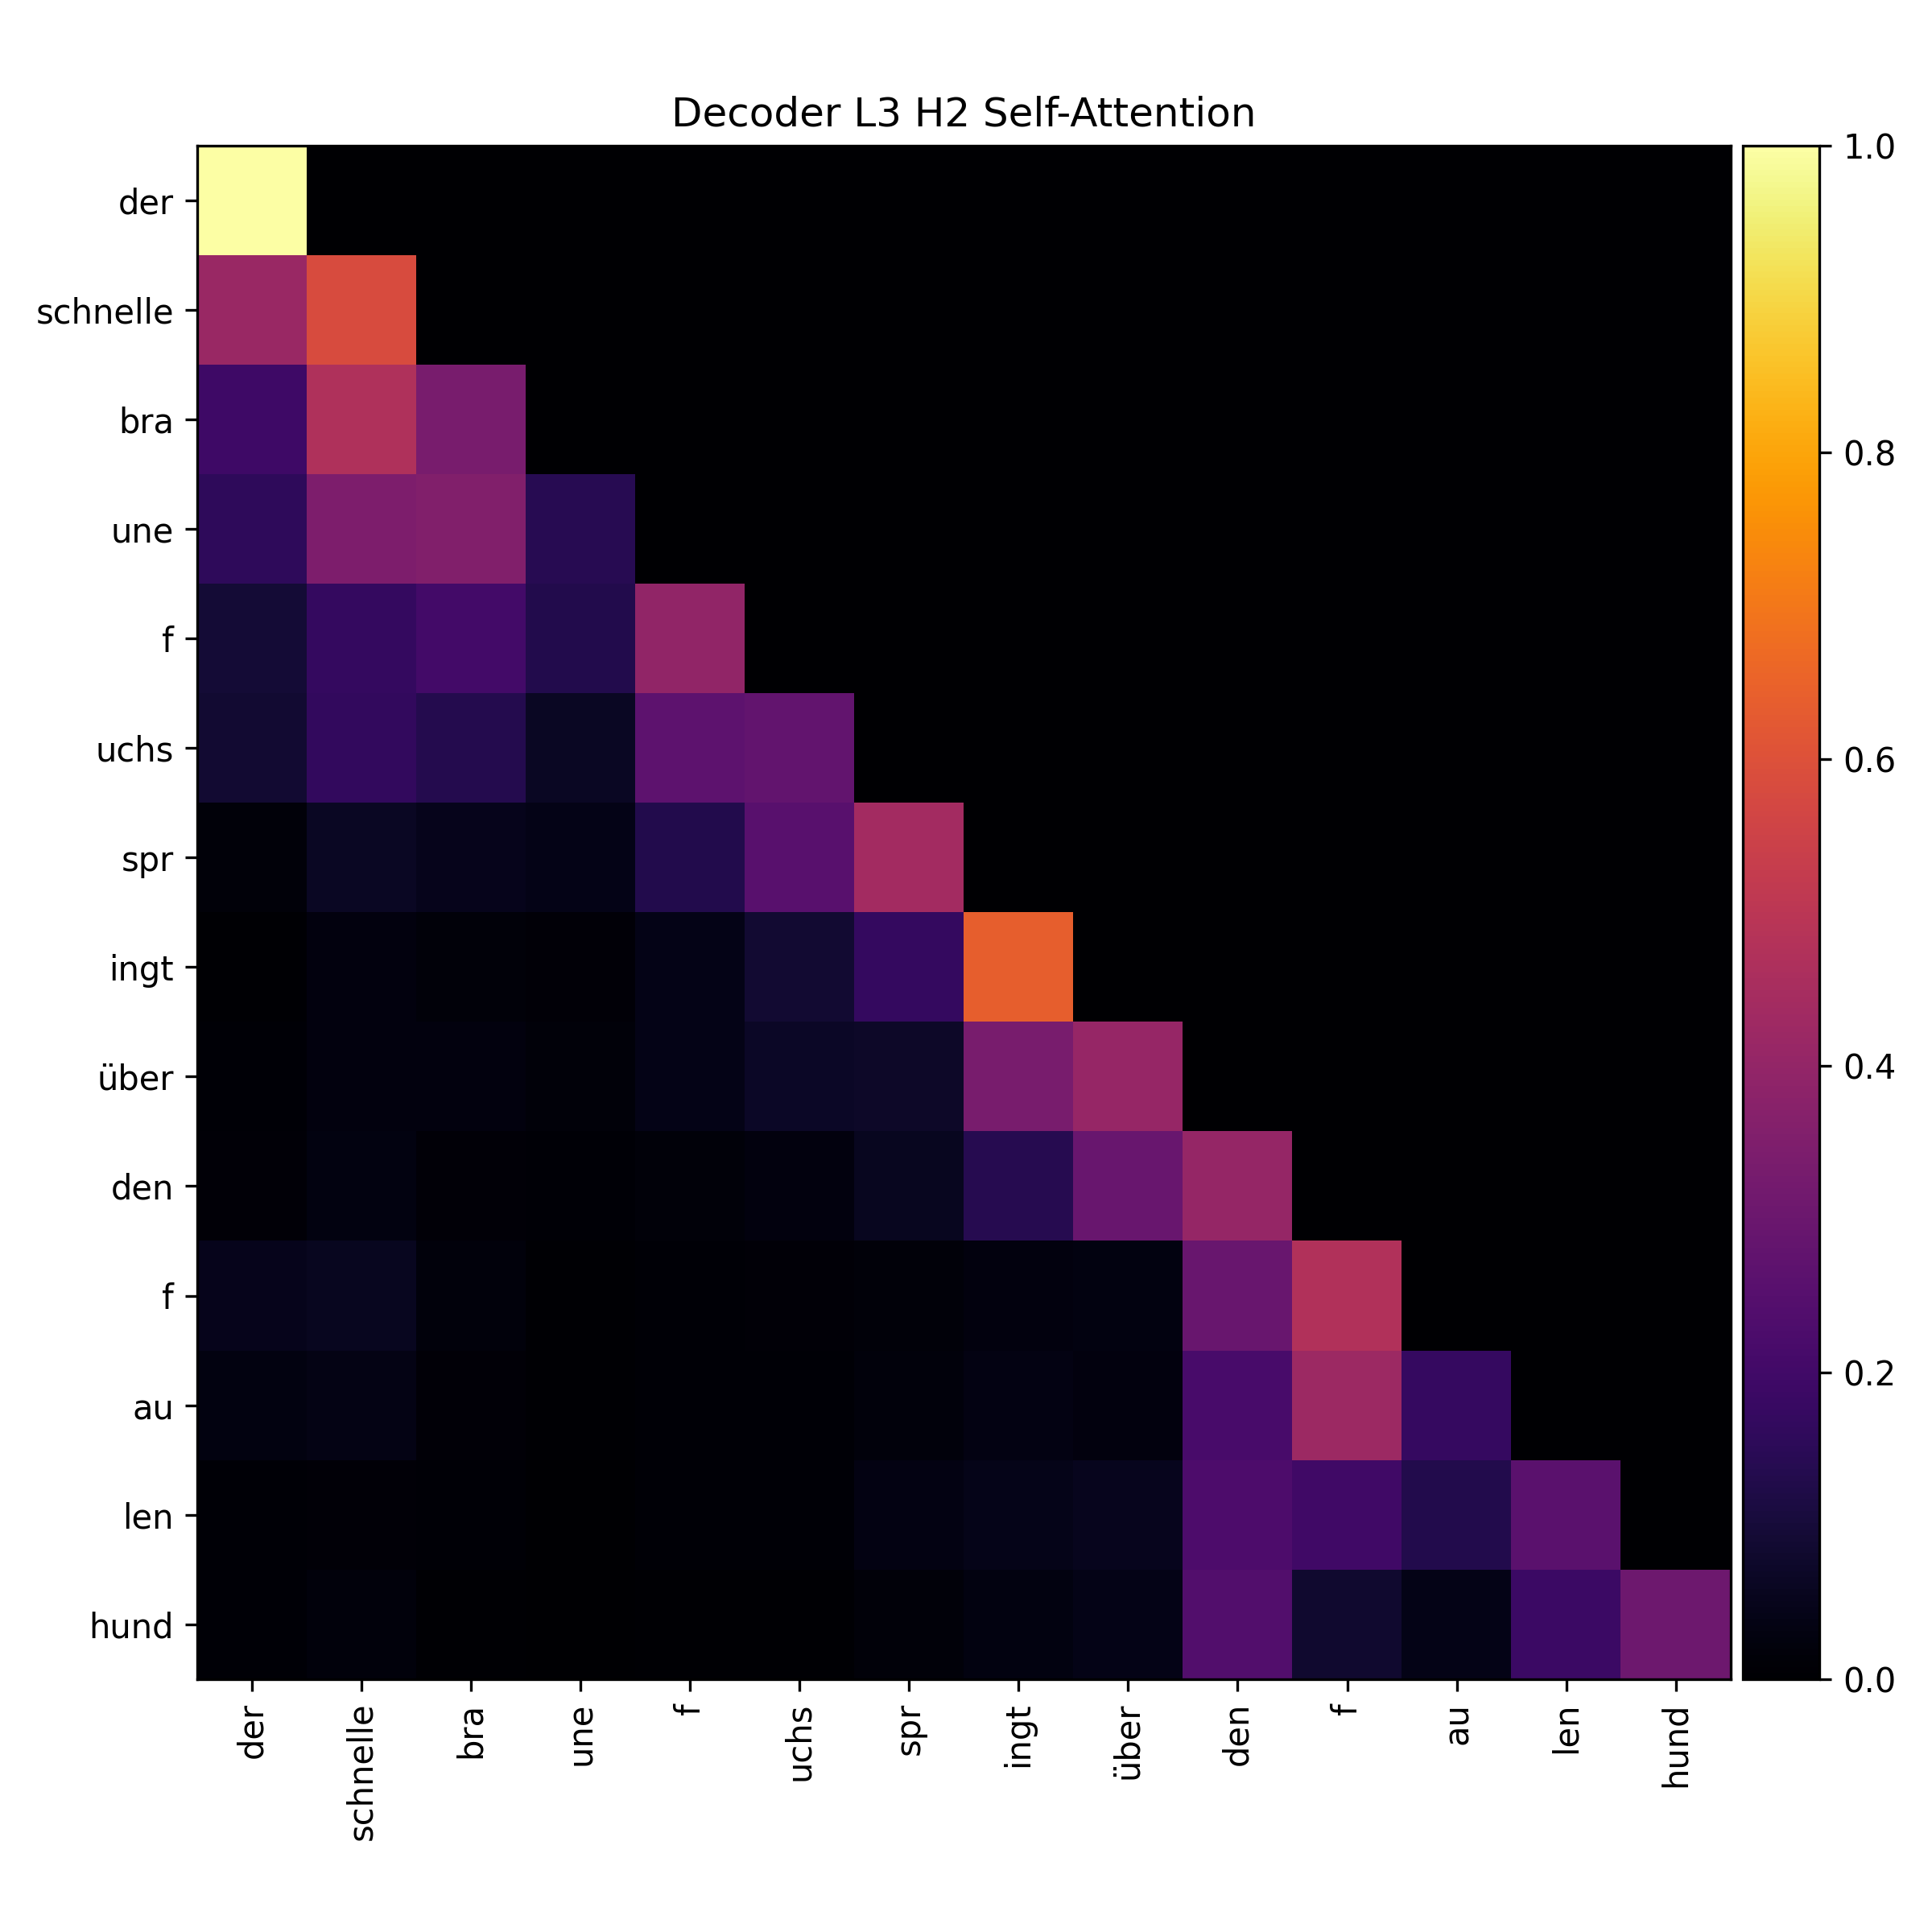 Decoder L3 H2 Self-Attention
der
schnelle
bra
une
f
uchs
spr
ingt
über
den
f
au
len
hund
der
schnelle
bra
une
f
uchs
spr
ingt
über
den
f
au
len
hund
1.0
0.8
0.6
0.4
0.2
0.0